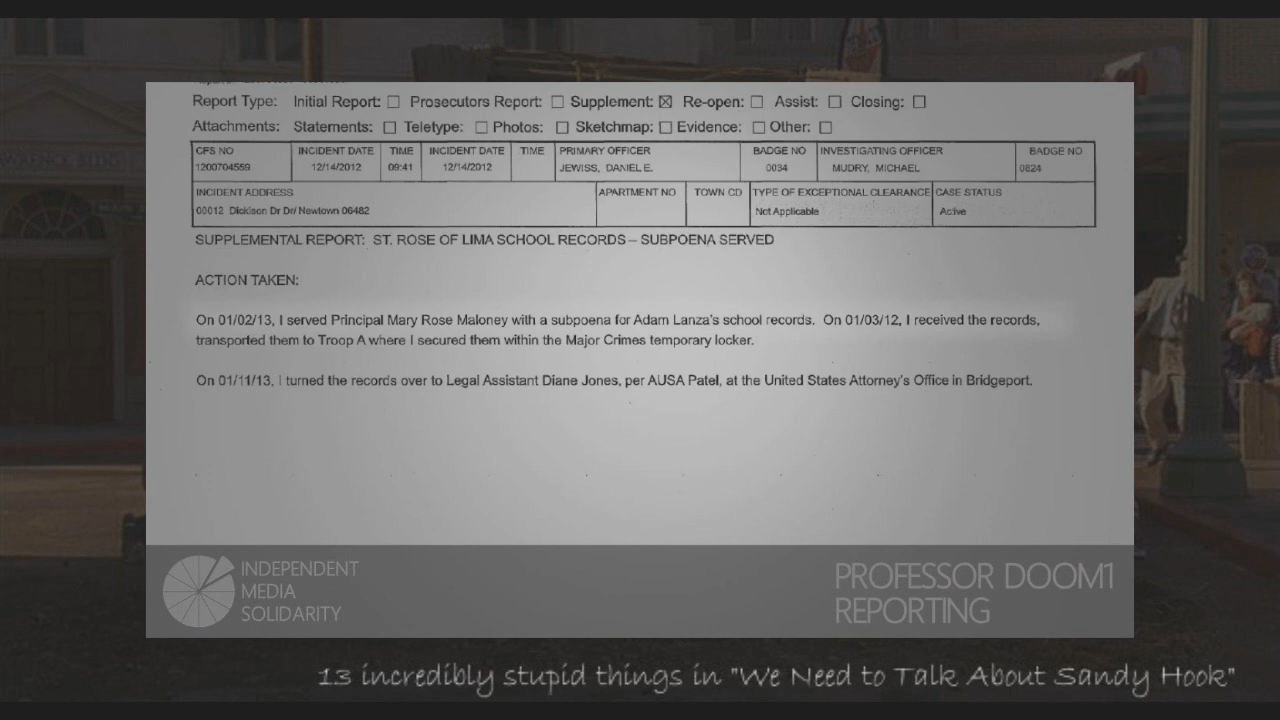 Report Type: Initial Report: ☐ Prosecutors Report: ☐ Supplement: ☒ Re-open: ☐ Assist: ☐ Closing: ☐
Attachments: Statements: ☐ Teletype: ☐ Photos: ☐ Sketchmap: ☐ Evidence: ☐ Other: ☐
CFS NO INCIDENT DATE TIME INCIDENT DATE TIME PRIMARY OFFICER BADGE NO INVESTIGATING OFFICER BADGE NO
1200704559 12/14/2012 09:41 12/14/2012 JEWISS, DANIEL E. 0034 MUDRY, MICHAEL 0824
INCIDENT ADDRESS APARTMENT NO TOWN CD TYPE OF EXCEPTIONAL CLEARANCE CASE STATUS
00012 Dickison Dr Dr/ Newtown 06482 Not Applicable Active
SUPPLEMENTAL REPORT: ST. ROSE OF LIMA SCHOOL RECORDS – SUBPOENA SERVED
ACTION TAKEN:
On 01/02/13, I served Principal Mary Rose Maloney with a subpoena for Adam Lanza's school records. On 01/03/12, I received the records,
transported them to Troop A where I secured them within the Major Crimes temporary locker.
On 01/11/13, I turned the records over to Legal Assistant Diane Jones, per AUSA Patel, at the United States Attorney's Office in Bridgeport.
INDEPENDENT
MEDIA
SOLIDARITY
PROFESSOR DOOM1
REPORTING
13 incredibly stupid things in "We Need to Talk About Sandy Hook"